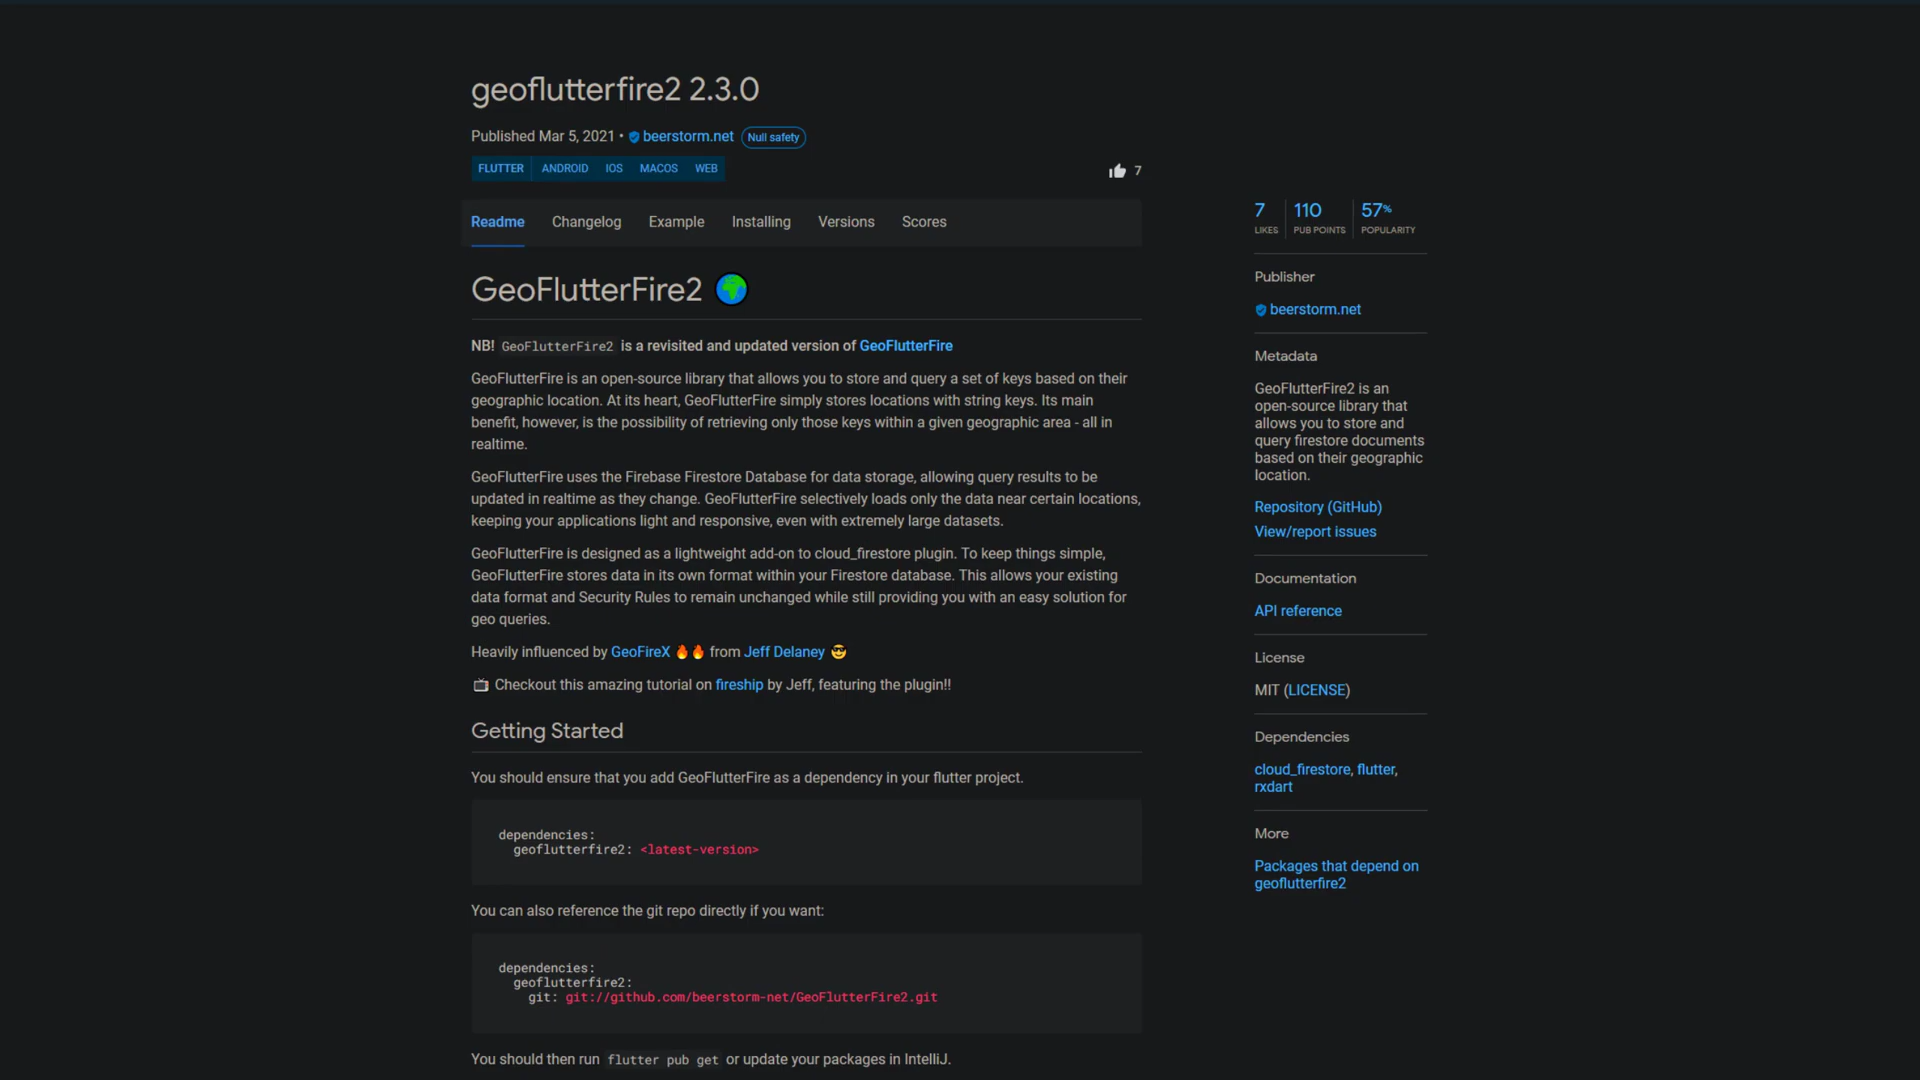 geoflutterfire2 2.3.0
Published Mar 5, 2021 • beerstorm.net Null safety
FLUTTER ANDROID IOS MACOS WEB
7
Readme Changelog Example Installing Versions Scores
GeoFlutterFire2
NB! GeoFlutterFire2 is a revisited and updated version of GeoFlutterFire
GeoFlutterFire is an open-source library that allows you to store and query a set of keys based on their
geographic location. At its heart, GeoFlutterFire simply stores locations with string keys. Its main
benefit, however, is the possibility of retrieving only those keys within a given geographic area - all in
realtime.
GeoFlutterFire uses the Firebase Firestore Database for data storage, allowing query results to be
updated in realtime as they change. GeoFlutterFire selectively loads only the data near certain locations,
keeping your applications light and responsive, even with extremely large datasets.
GeoFlutterFire is designed as a lightweight add-on to cloud_firestore plugin. To keep things simple,
GeoFlutterFire stores data in its own format within your Firestore database. This allows your existing
data format and Security Rules to remain unchanged while still providing you with an easy solution for
geo queries.
Heavily influenced by GeoFireX 🔥🔥 from Jeff Delaney 😎
📺 Checkout this amazing tutorial on fireship by Jeff, featuring the plugin!!
Getting Started
You should ensure that you add GeoFlutterFire as a dependency in your flutter project.
dependencies:
geoflutterfire2: <latest-version>
You can also reference the git repo directly if you want:
dependencies:
geoflutterfire2:
git: git://github.com/beerstorm-net/GeoFlutterFire2.git
You should then run flutter pub get or update your packages in IntelliJ.
7 110 57%
LIKES PUB POINTS POPULARITY
Publisher
beerstorm.net
Metadata
GeoFlutterFire2 is an
open-source library that
allows you to store and
query firestore documents
based on their geographic
location.
Repository (GitHub)
View/report issues
Documentation
API reference
License
MIT (LICENSE)
Dependencies
cloud_firestore, flutter,
rxdart
More
Packages that depend on
geoflutterfire2